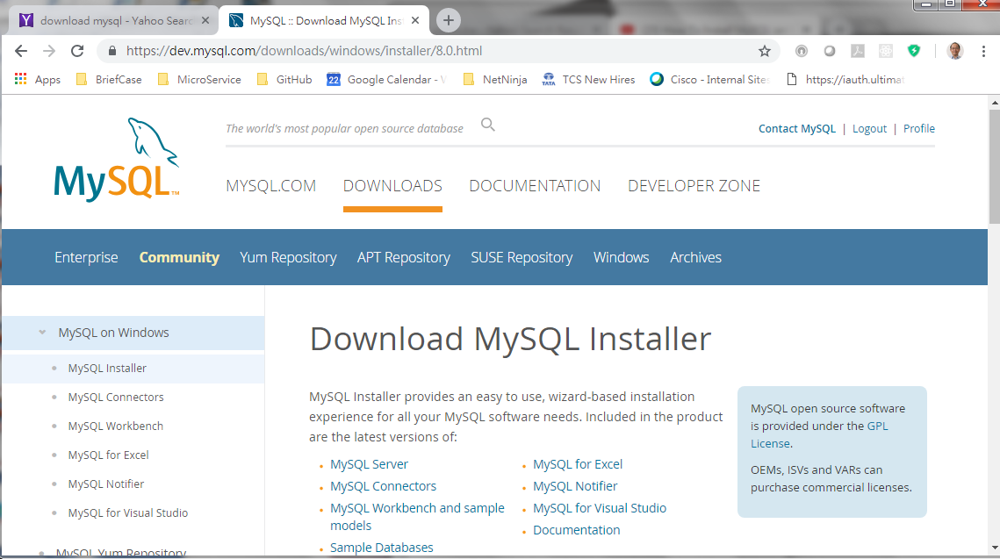 download mysql - Yahoo Sear
MySQL :: Download MySQL Ins
https://dev.mysql.com/downloads/windows/installer/8.0.html
Apps BriefCase MicroService GitHub 22 Google Calendar - NetNinja TATA TCS New Hires Cisco - Internal Sites https://iauth.ultimat
MySQL™
The world's most popular open source database
Contact MySQL | Logout | Profile
MYSQL.COM DOWNLOADS DOCUMENTATION DEVELOPER ZONE
Enterprise Community Yum Repository APT Repository SUSE Repository Windows Archives
MySQL on Windows
MySQL Installer
MySQL Connectors
MySQL Workbench
MySQL for Excel
MySQL Notifier
MySQL for Visual Studio
MySQL Yum Repository
Download MySQL Installer
MySQL Installer provides an easy to use, wizard-based installation
experience for all your MySQL software needs. Included in the product
are the latest versions of:
MySQL Server
MySQL Connectors
MySQL Workbench and sample
models
Sample Databases
MySQL for Excel
MySQL Notifier
MySQL for Visual Studio
Documentation
MySQL open source software
is provided under the GPL
License.
OEMs, ISVs and VARs can
purchase commercial licenses.